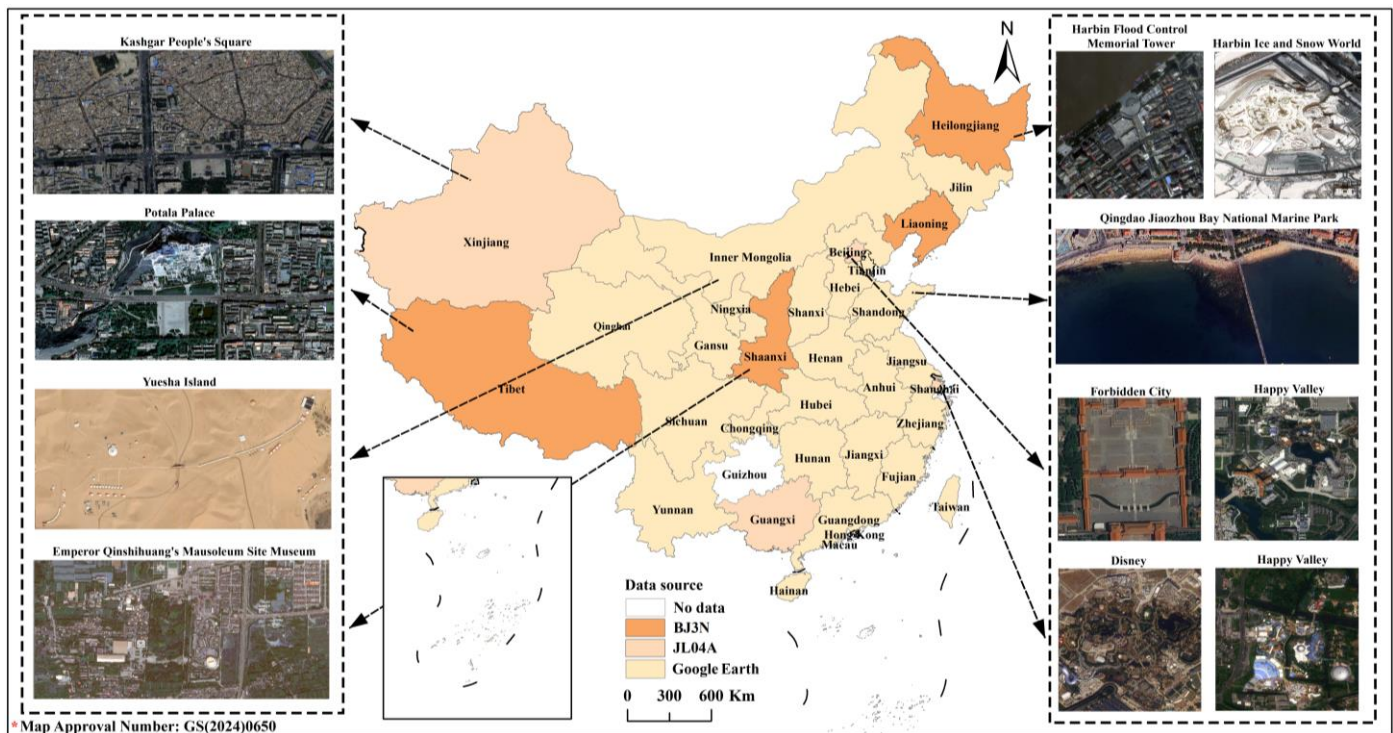 Kashgar People's Square
Potala Palace
Yuesha Island
Emperor Qinshihuang's Mausoleum Site Museum
N
Heilongjiang
Jilin
Liaoning
Xinjiang
Inner Mongolia
Beijing
Tianjin
Hebei
Ningxia
Shanxi
Shandong
Qinghai
Gansu
Shaanxi
Henan
Jiangsu
Tibet
Anhui
Shanghai
Hubei
Sichuan
Chongqing
Zhejiang
Guizhou
Hunan
Jiangxi
Fujian
Yunnan
Guangxi
Guangdong
Taiwan
Hong Kong
Macau
Hainan
Data source
No data
BJ3N
JL04A
Google Earth
0 300 600 Km
Harbin Flood Control
Memorial Tower
Harbin Ice and Snow World
Qingdao Jiaozhou Bay National Marine Park
Forbidden City
Happy Valley
Disney
Happy Valley
* Map Approval Number: GS(2024)0650